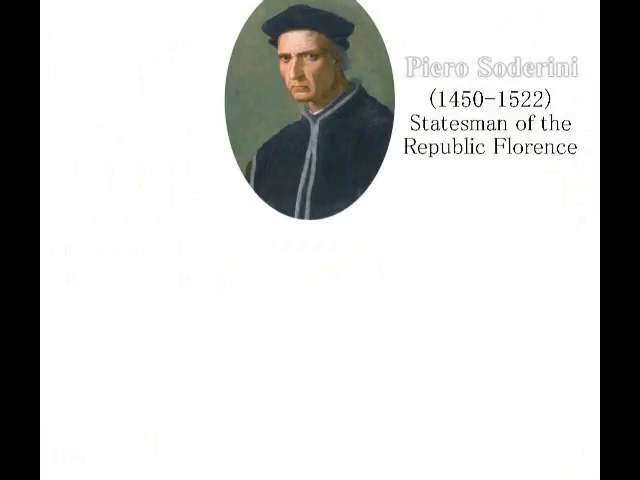 Piero Soderini
(1450-1522)
Statesman of the
Republic Florence